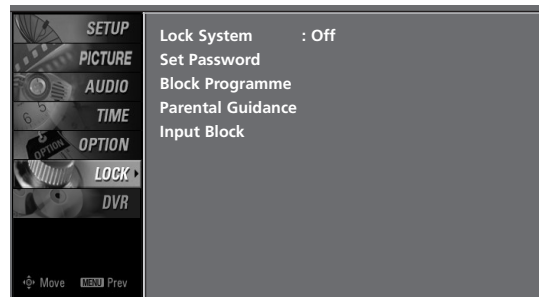 SETUP
PICTURE
AUDIO
TIME
OPTION
LOCK
DVR
Move MENU Prev
Lock System : Off
Set Password
Block Programme
Parental Guidance
Input Block